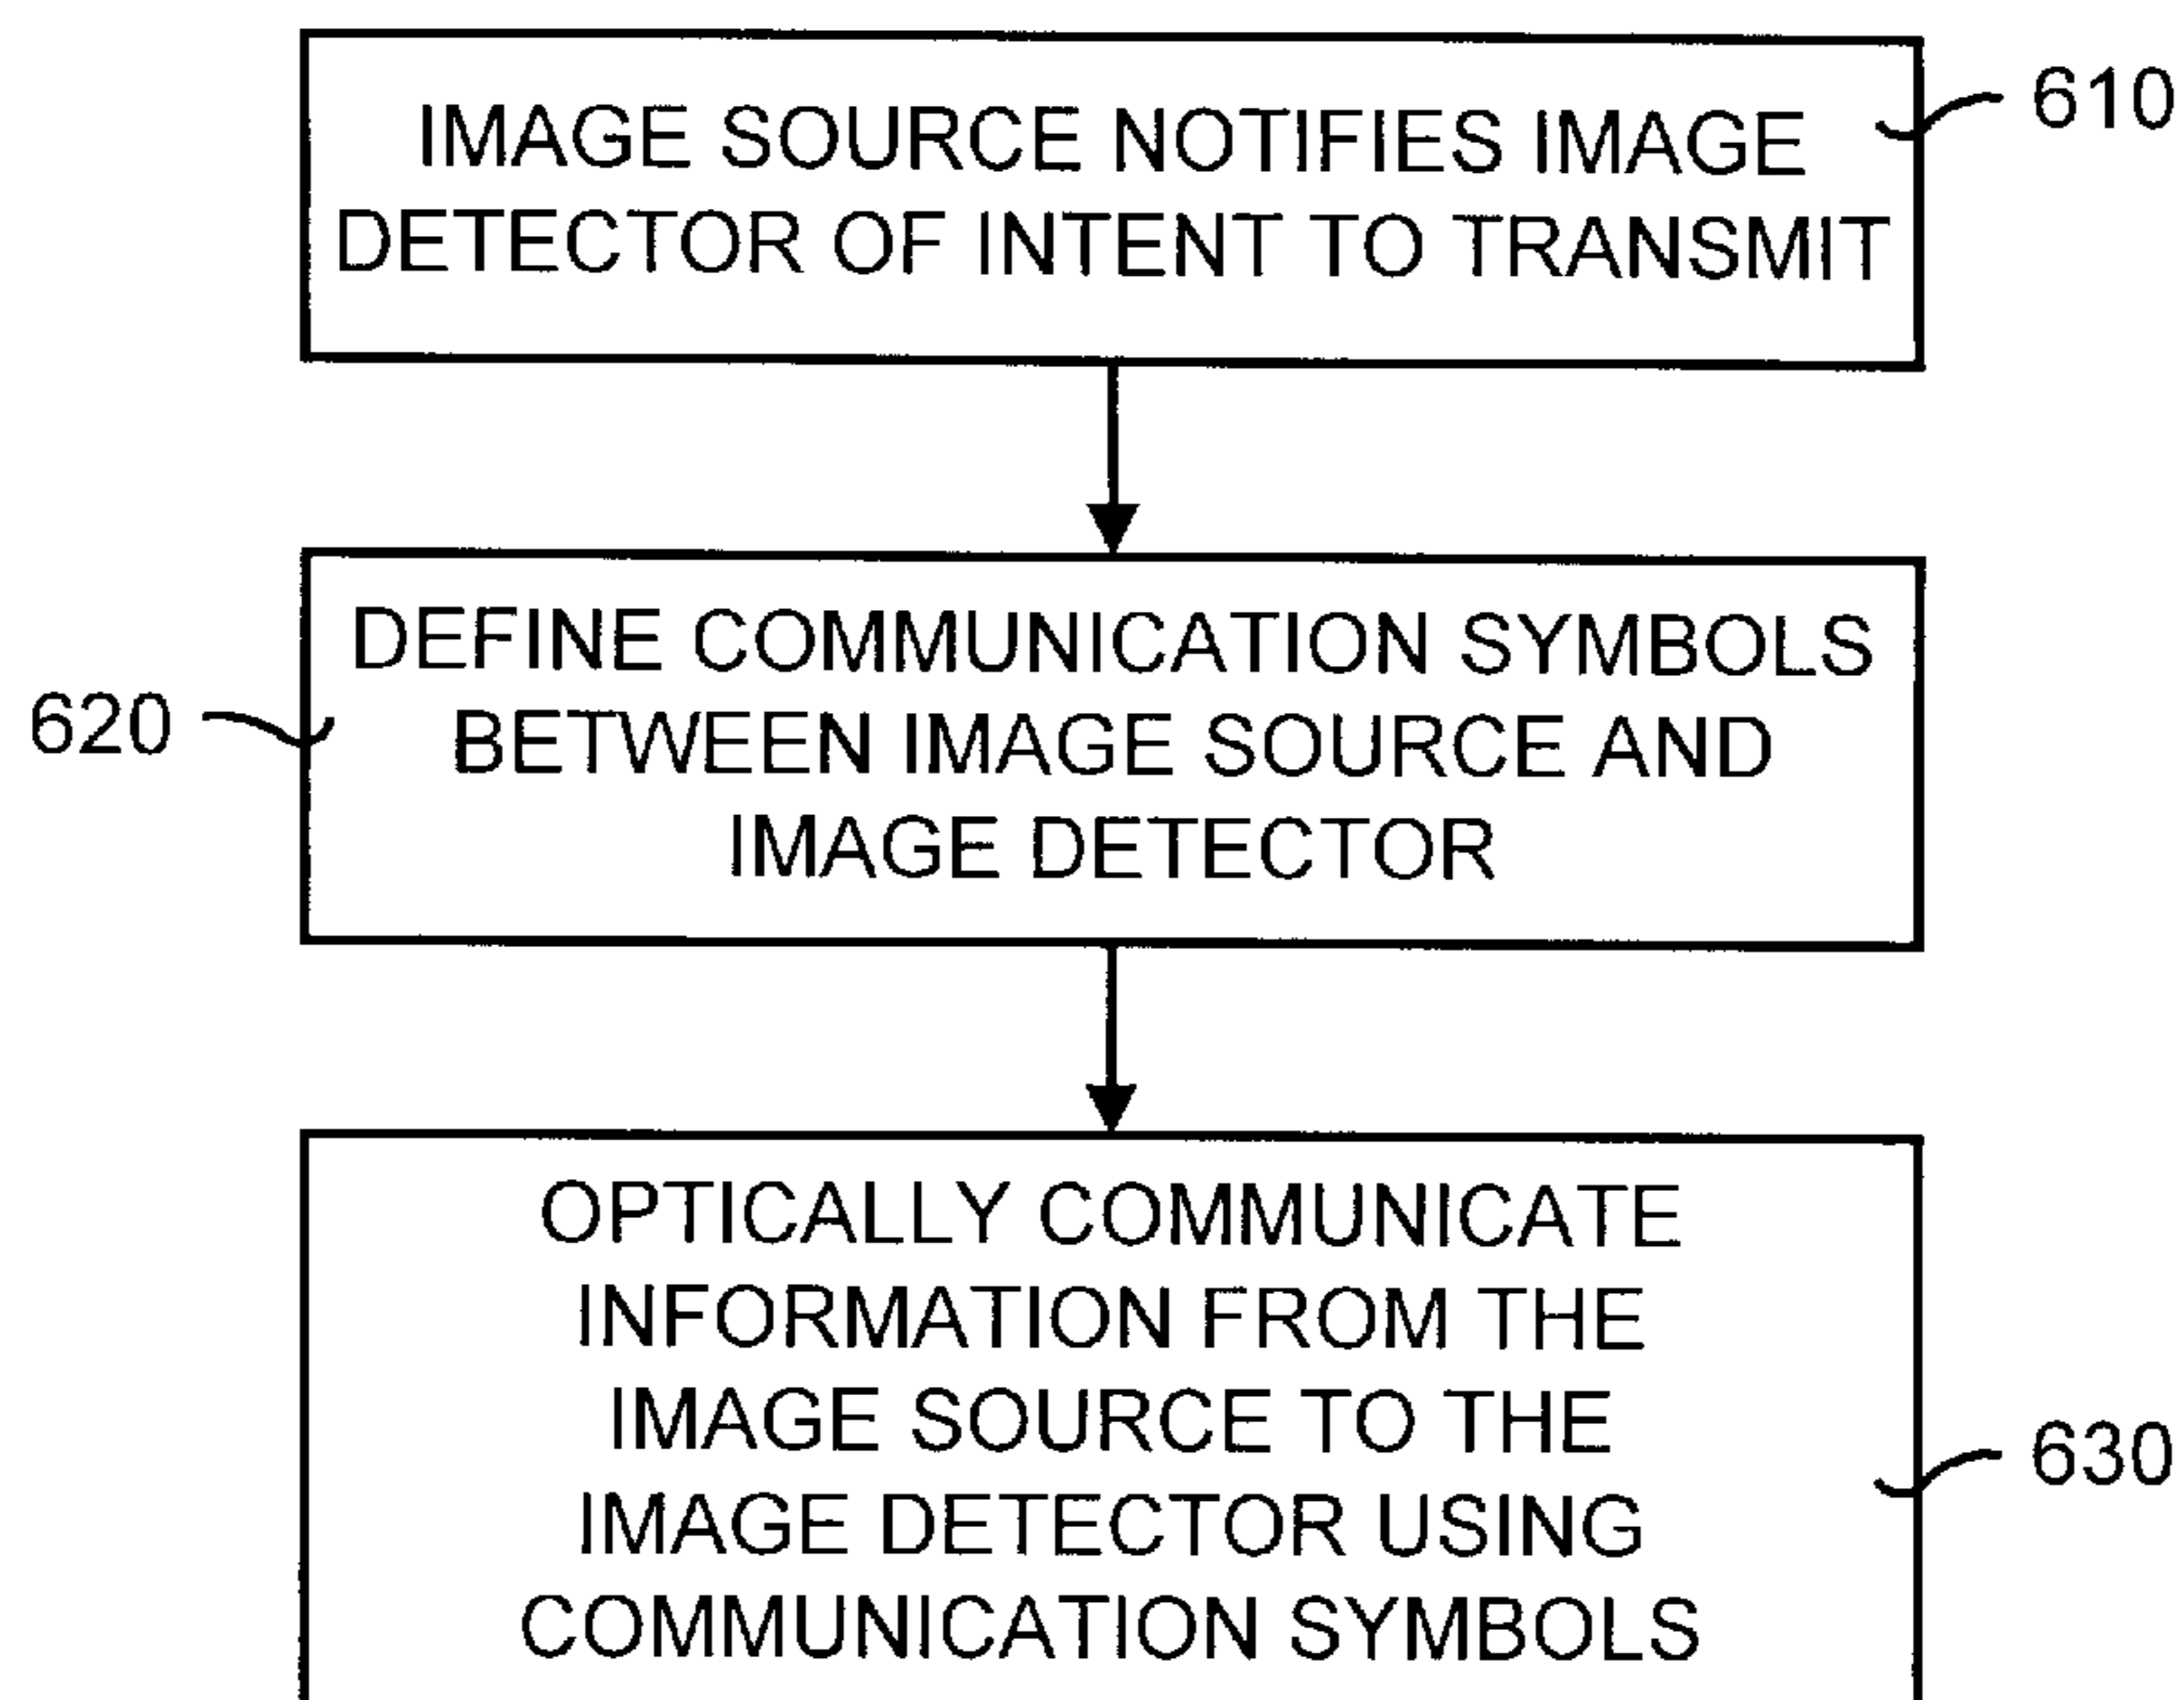 IMAGE SOURCE NOTIFIES IMAGE
DETECTOR OF INTENT TO TRANSMIT
610
DEFINE COMMUNICATION SYMBOLS
BETWEEN IMAGE SOURCE AND
IMAGE DETECTOR
620
OPTICALLY COMMUNICATE
INFORMATION FROM THE
IMAGE SOURCE TO THE
IMAGE DETECTOR USING
COMMUNICATION SYMBOLS
630